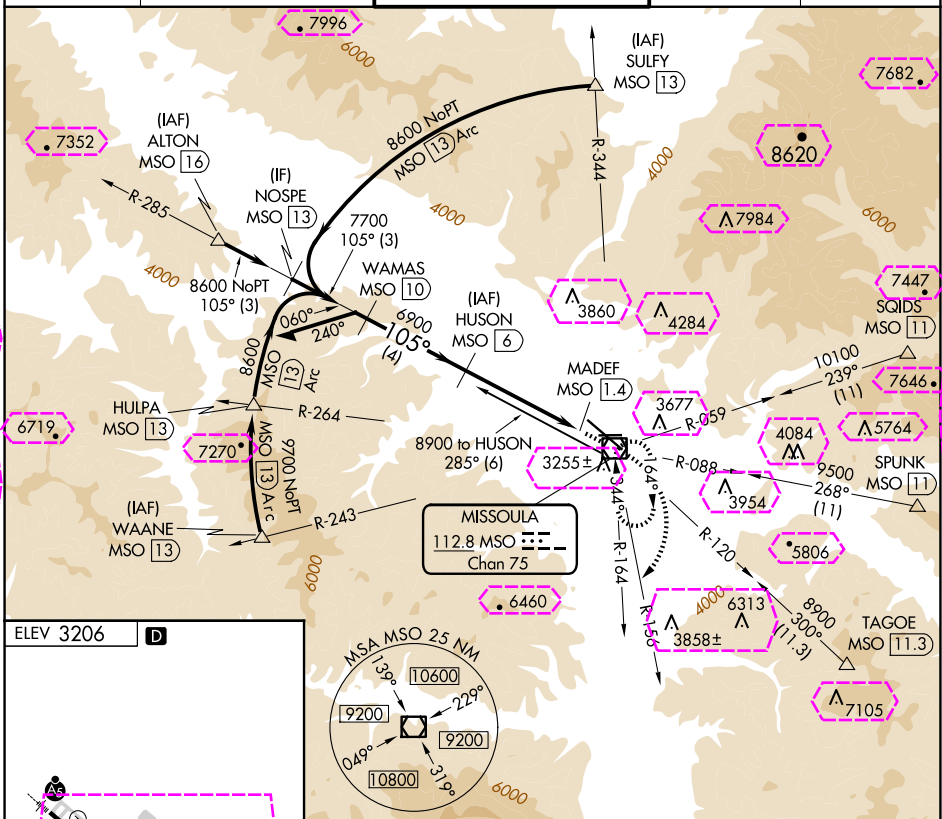 7996
6000
(IAF)
SULFY
MSO 13
7682
7352
(IAF)
ALTON
MSO 16
8600 NoPT
MSO 13 Arc
8620
R-344
4000
(IF)
NOSPE
MSO 13
R-285
4000
7984
6000
7700
105° (3)
4000
8600 NoPT
105° (3)
WAMAS
MSO 10
7447
SQIDS
MSO 11
060°
240°
6900
105°
(4)
(IAF)
HUSON
MSO 6
3860
4284
8600
MSO 13 Arc
10100
239°
(11)
MADEF
MSO 1.4
7646
HULPA
MSO 13
R-264
3677
R-059
6719
7270
8900 to HUSON
285° (6)
3255±
4084
5764
MSO 13 Arc
9700 NoPT
164°
344°
R-088
3954
9500
268°
(11)
SPUNK
MSO 11
(IAF)
WAANE
MSO 13
R-243
MISSOULA
112.8 MSO
Chan 75
R-120
5806
6000
R-164
R-156
6460
4000
6313
3858±
8900
300°
(11.3)
TAGOE
MSO 11.3
7105
ELEV 3206 D
MSA MSO 25 NM
139°
10600
229°
9200
9200
049°
10800
319°
6000
A5